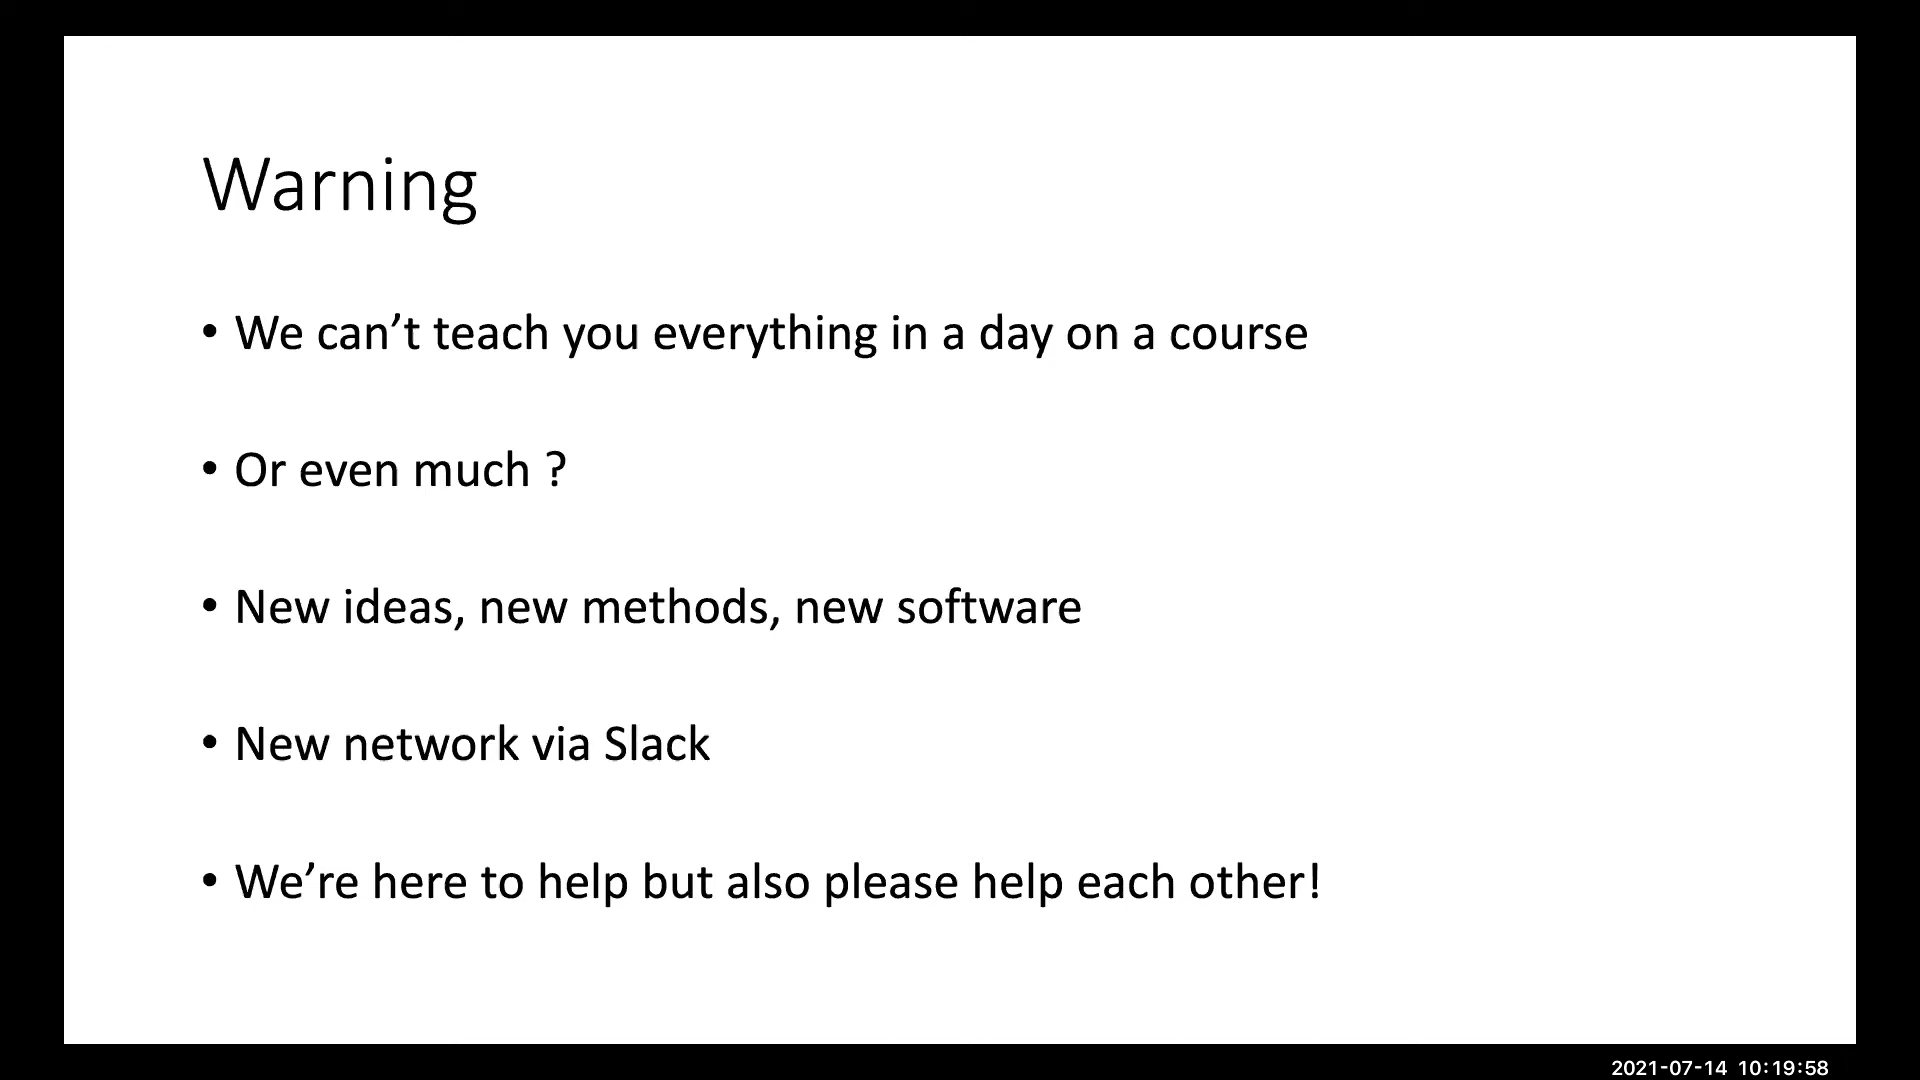 Warning
• We can’t teach you everything in a day on a course
• Or even much ?
• New ideas, new methods, new software
• New network via Slack
• We’re here to help but also please help each other!
2021-07-14 10:19:58